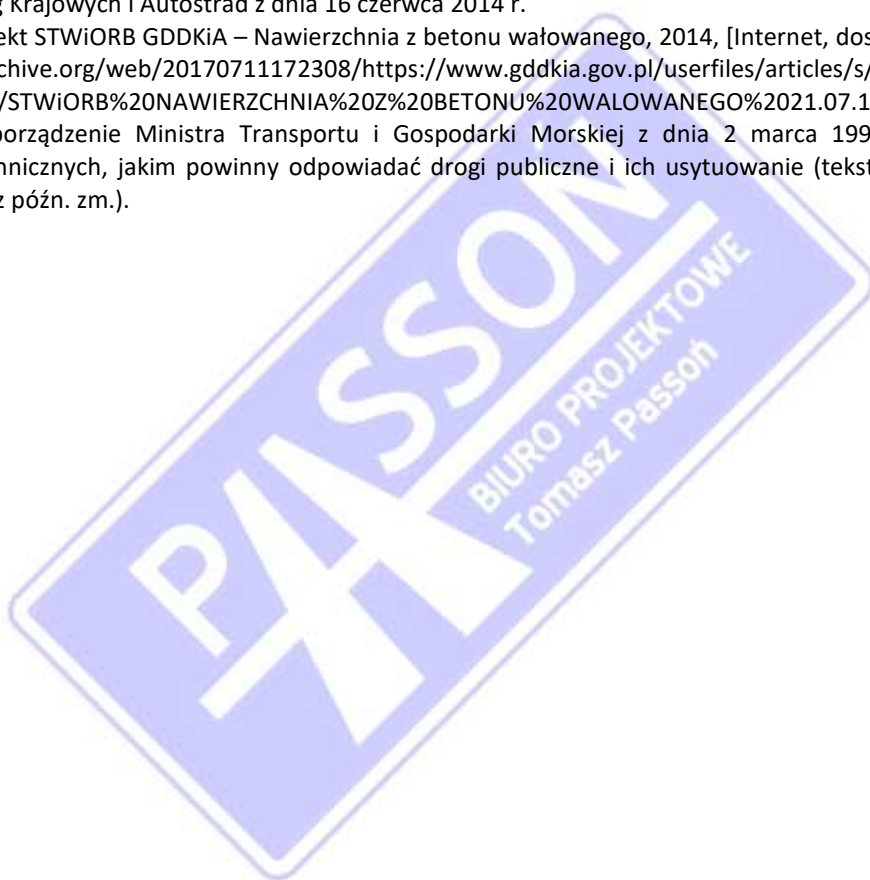 g Krajowych i Autostrad z dnia 16 czerwca 2014 r.
ekt STWiORB GDDKiA – Nawierzchnia z betonu wałowanego, 2014, [Internet, dos
chive.org/web/20170711172308/https://www.gddkia.gov.pl/userfiles/articles/s/
/STWiORB%20NAWIERZCHNIA%20Z%20BETONU%20WALOWANEGO%2021.07.1
porządzenie Ministra Transportu i Gospodarki Morskiej z dnia 2 marca 199
hnicznych, jakim powinny odpowiadać drogi publiczne i ich usytuowanie (tekst
z późn. zm.).
PASSOŃ
BIURO PROJEKTOWE
Tomasz Passoń